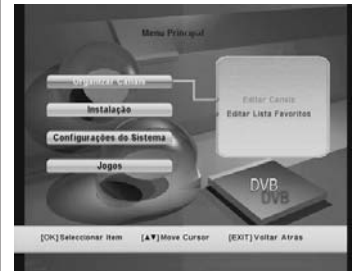 Menu Principal
Organizar Canais
Instalação
Configurações do Sistema
Jogos
Editar Canais
Editar Lista Favoritos
DVB
DVB
[OK]Seleccionar Item [▲▼]Move Cursor [EXIT]Voltar Atrás